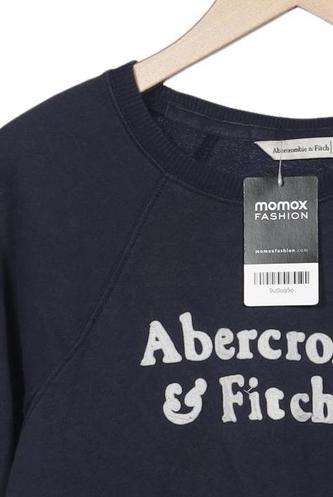 Abercrombie & Fitch
momox
FASHION
momoxfashion.com
Abercro
& Fitch